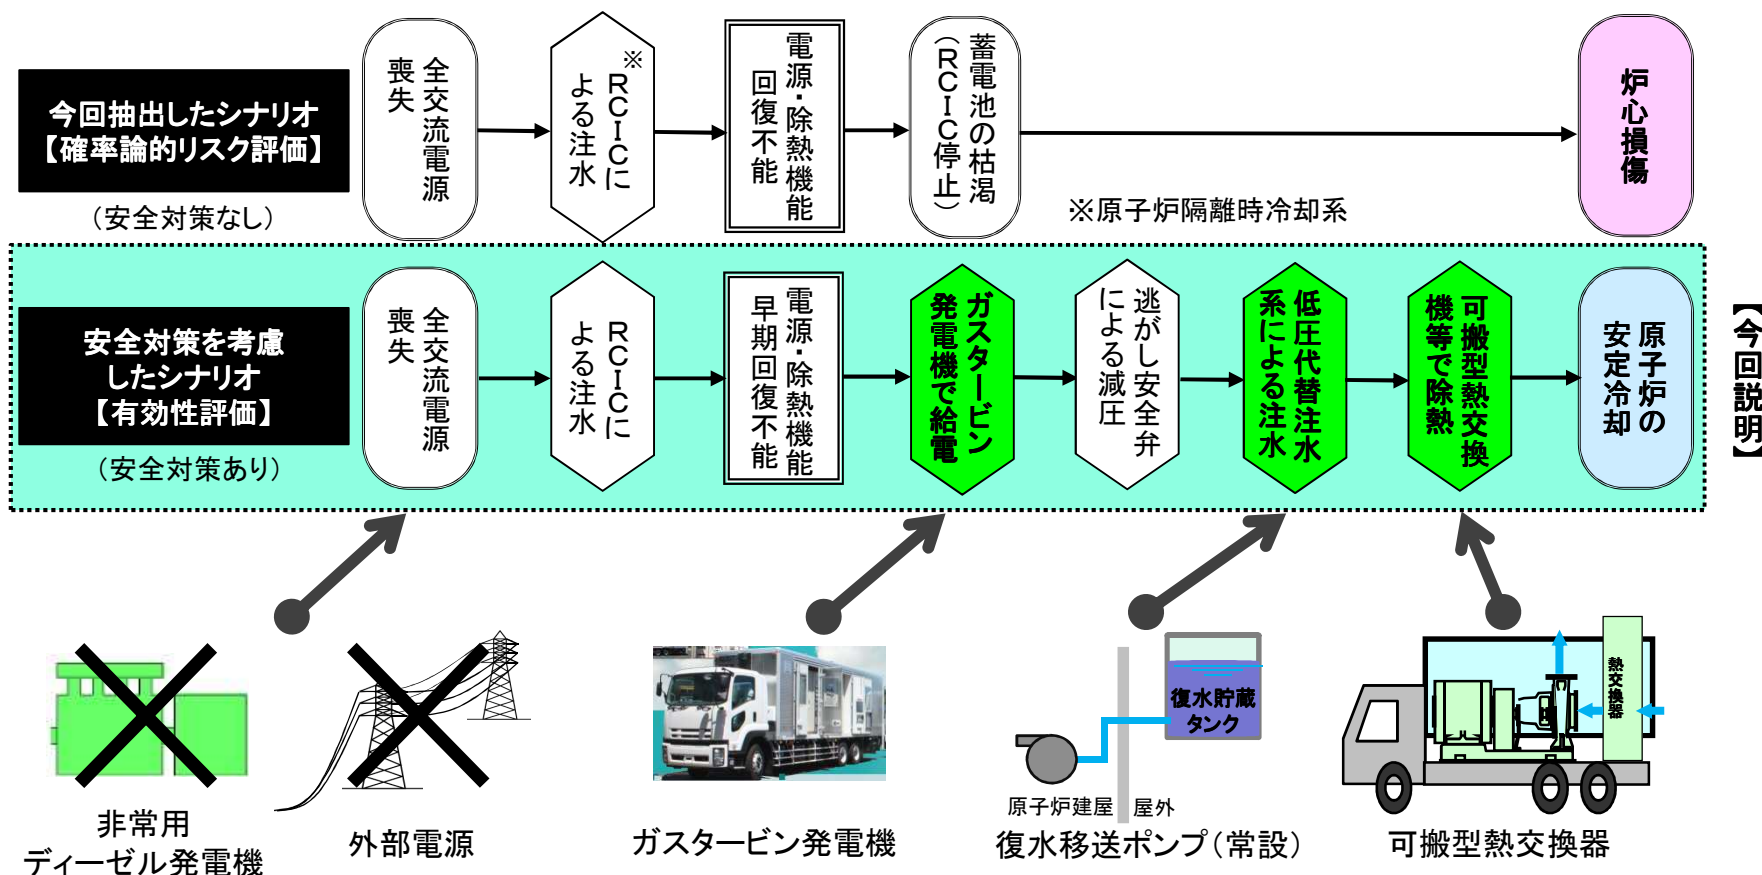 今回抽出したシナリオ
【確率論的リスク評価】
（安全対策なし）
全交流電源
喪失
※
ＲＣＩＣに
よる注水
電源・除熱機能
回復不能
蓄電池の枯渇
（ＲＣＩＣ停止）
※原子炉隔離時冷却系
炉心損傷
安全対策を考慮
したシナリオ
【有効性評価】
（安全対策あり）
全交流電源
喪失
ＲＣＩＣに
よる注水
電源・除熱機能
早期回復不能
ガスタービン
発電機で給電
逃がし安全弁
による減圧
低圧代替注水
系による注水
可搬型熱交換
機等で除熱
原子炉の
安定冷却
【今回説明】
非常用
ディーゼル発電機
外部電源
ガスタービン発電機
復水貯蔵
タンク
原子炉建屋
屋外
復水移送ポンプ（常設）
熱交換器
可搬型熱交換器